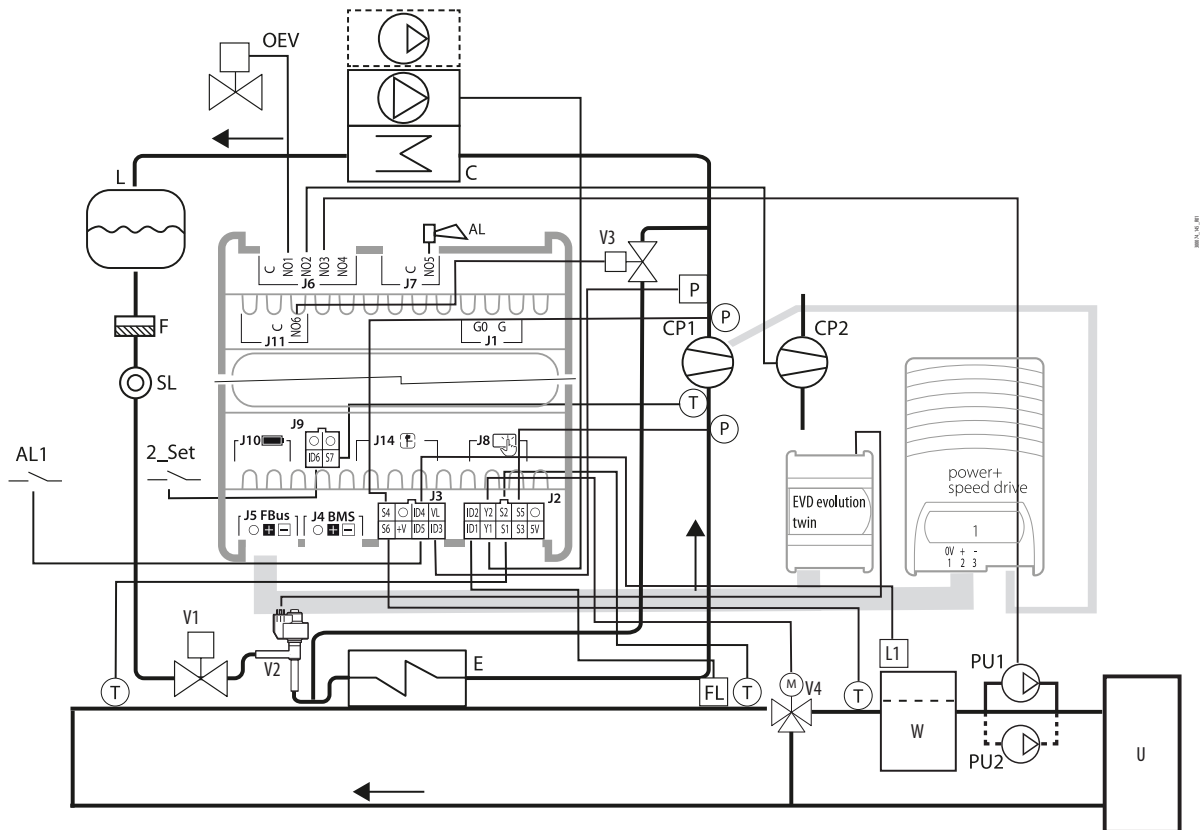 OEV
L
C
AL
V3
C
NO1
NO2
NO3
NO4
J6
C
NO5
J7
P
P
C
NO6
J11
G0 G
J1
CP1
CP2
F
SL
T
P
J9
J10
ID6 S7
J14
J8
AL1
2_Set
J3
J2
S4 ID4 VL
S6 +V ID5 ID3
ID2 Y2 S2 S5
ID1 Y1 S1 S3 5V
J5 FBus
J4 BMS
EVD evolution
twin
power+
speed drive
1
0V + -
1 2 3
V1
V2
T
E
FL
T
M
V4
T
L1
W
PU1
PU2
U